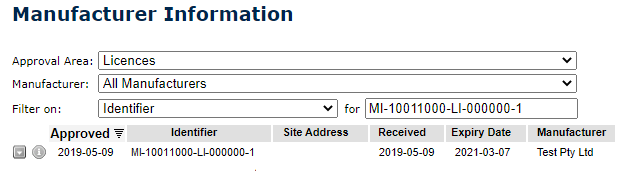 Manufacturer Information
Approval Area: Licences
Manufacturer: All Manufacturers
Filter on: Identifier for MI-10011000-LI-000000-1
Approved Identifier Site Address Received Expiry Date Manufacturer
2019-05-09 MI-10011000-LI-000000-1 2019-05-09 2021-03-07 Test Pty Ltd